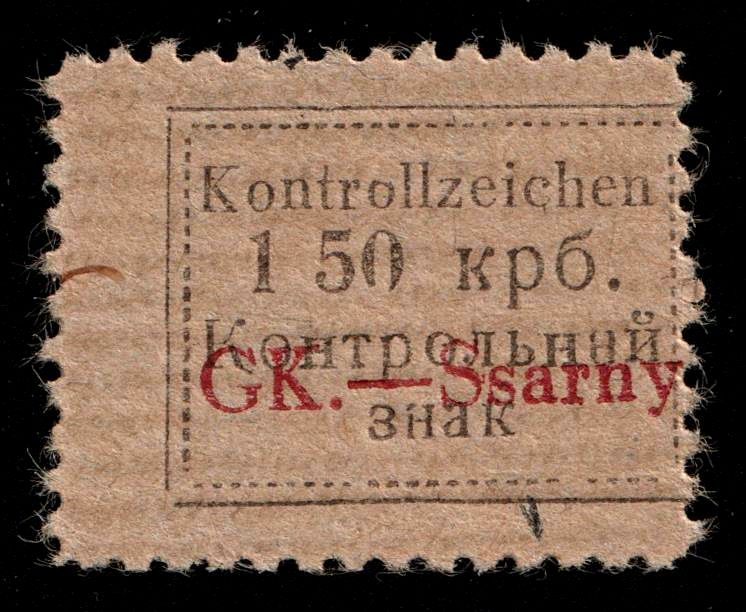 Kontrollzeichen
1 50 крб.
Контрольний
GK.—Ssarny
знак